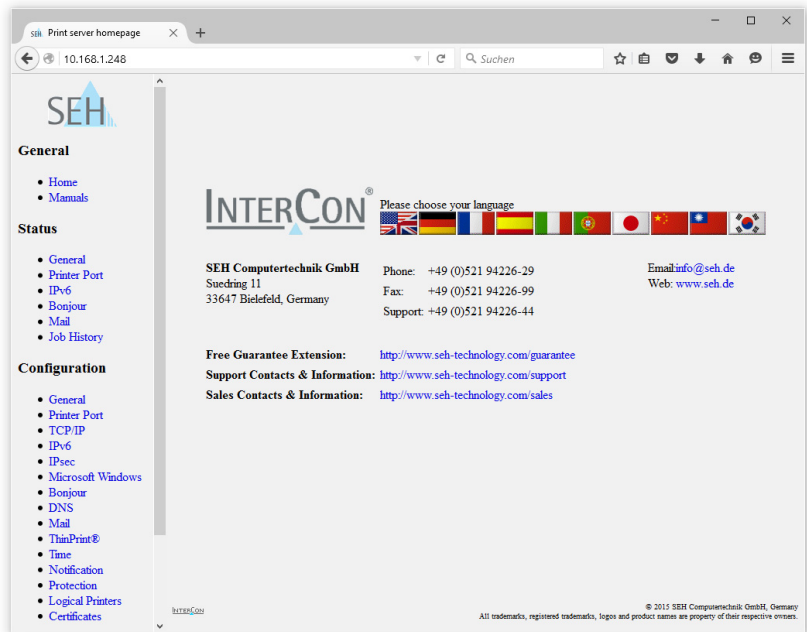 SEH Print server homepage
10.168.1.248
Suchen
SEH
General
Home
Manuals
Status
General
Printer Port
IPv6
Bonjour
Mail
Job History
Configuration
General
Printer Port
TCP/IP
IPv6
IPsec
Microsoft Windows
Bonjour
DNS
Mail
ThinPrint®
Time
Notification
Protection
Logical Printers
Certificates
INTERCON®
Please choose your language
SEH Computertechnik GmbH
Suedring 11
33647 Bielefeld, Germany
Phone: +49 (0)521 94226-29
Fax: +49 (0)521 94226-99
Support: +49 (0)521 94226-44
Email:info@seh.de
Web: www.seh.de
Free Guarantee Extension: http://www.seh-technology.com/guarantee
Support Contacts & Information: http://www.seh-technology.com/support
Sales Contacts & Information: http://www.seh-technology.com/sales
INTERCON
© 2015 SEH Computertechnik GmbH, Germany
All trademarks, registered trademarks, logos and product names are property of their respective owners.